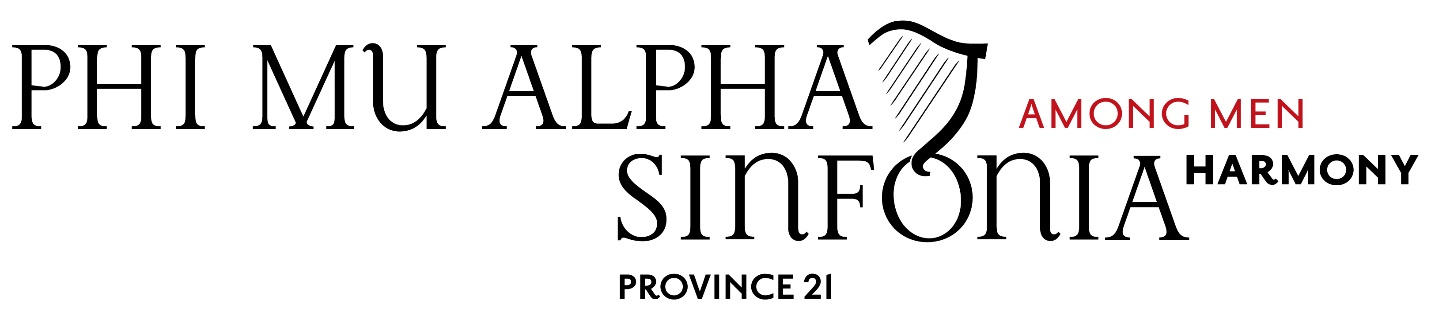 PHI MU ALPHA
AMONG MEN
SINFONIA
HARMONY
PROVINCE 21